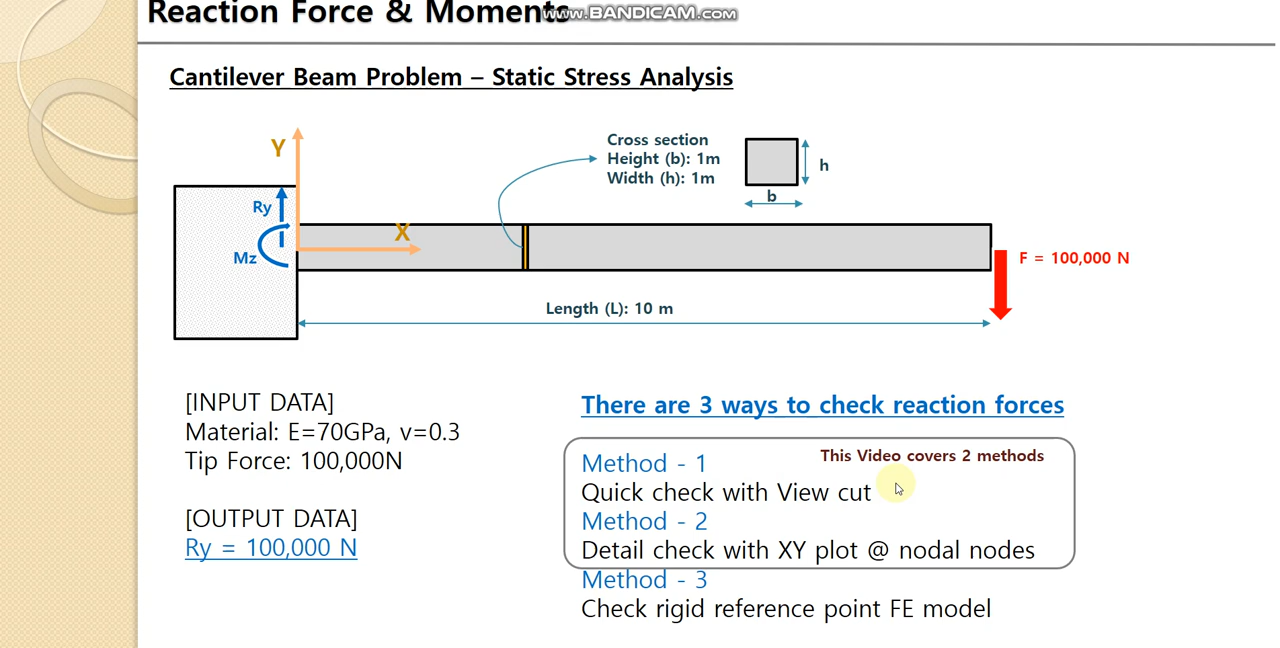 Reaction Force & Moments
www.BANDICAM.com
Cantilever Beam Problem – Static Stress Analysis
Y
Cross section
Height (b): 1m
Width (h): 1m
h
b
Ry
X
Mz
F = 100,000 N
Length (L): 10 m
[INPUT DATA]
Material: E=70GPa, v=0.3
Tip Force: 100,000N
[OUTPUT DATA]
Ry = 100,000 N
There are 3 ways to check reaction forces
This Video covers 2 methods
Method - 1
Quick check with View cut
Method - 2
Detail check with XY plot @ nodal nodes
Method - 3
Check rigid reference point FE model